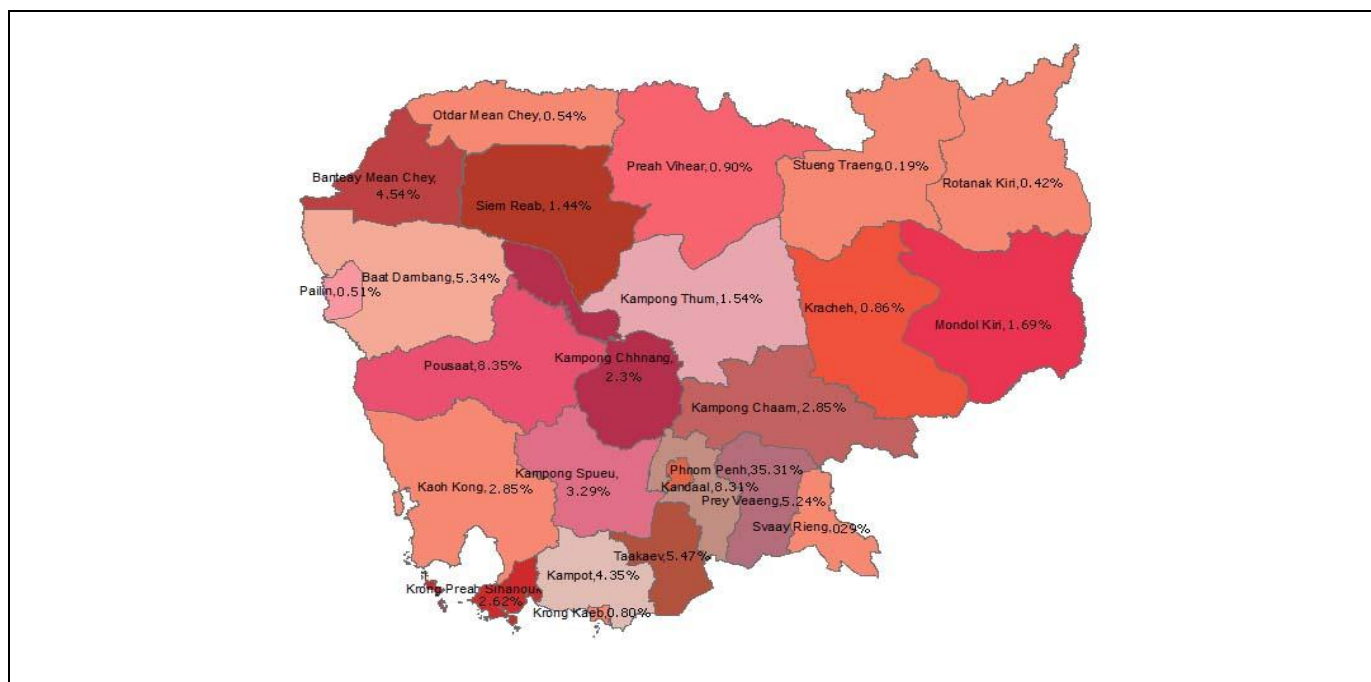 Otdar Mean Chey,0.54%
Preah Vihear,0.90%
Stueng Traeng,0.19%
Rotanak Kiri,0.42%
Banteay Mean Chey,
4.54%
Siem Reab, 1.44%
Baat Dambang,5.34%
Pailin,0.51%
Kampong Thum,1.54%
Kracheh, 0.86%
Mondol Kiri, 1.69%
Pousaat,8.35%
Kampong Chhnang,
2.3%
Kampong Chaam,2.85%
Kaoh Kong,2.85%
Kampong Spueu,
3.29%
Phnom Penh,35.31%
Kandaal,8.31%
Prey Veaeng,5.24%
Svaay Rieng,.029%
Taakaev,5.47%
Kampot,4.35%
Krong Preah Sihanouk
2.62%
Krong Kaeb,0.80%